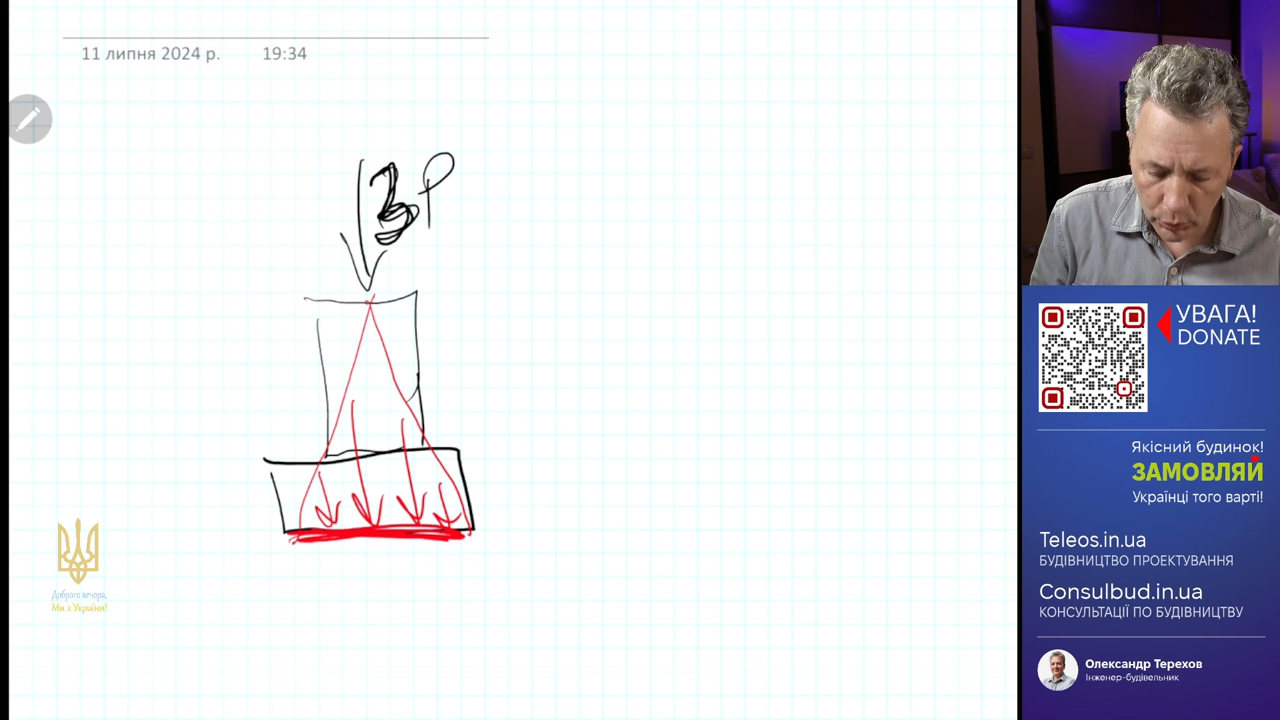 11 липня 2024 р. 19:34
3P
УВАГА!
DONATE
Якісний будинок!
ЗАМОВЛЯЙ
Українці того варті!
Teleos.in.ua
БУДІВНИЦТВО ПРОЕКТУВАННЯ
Consulbud.in.ua
КОНСУЛЬТАЦІЇ ПО БУДІВНИЦТВУ
Олександр Терехов
Інженер-будівельник
Доброго вечора,
Ми з України!